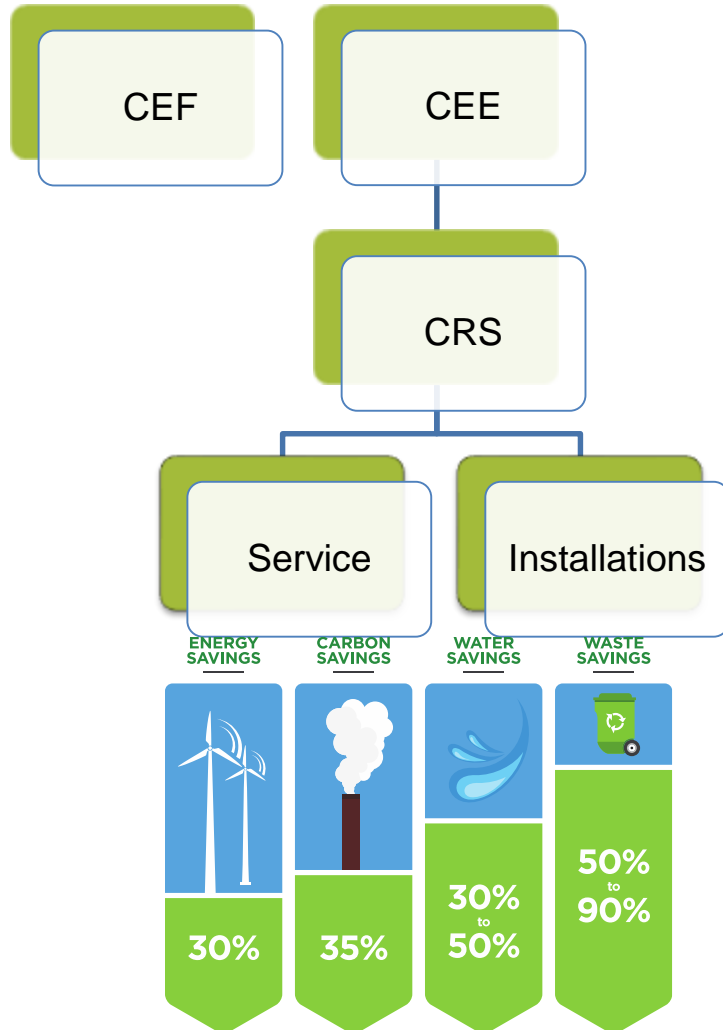 CEF
CEE
CRS
Service
Installations
ENERGY
SAVINGS
CARBON
SAVINGS
WATER
SAVINGS
WASTE
SAVINGS
30%
35%
30%
to
50%
50%
to
90%